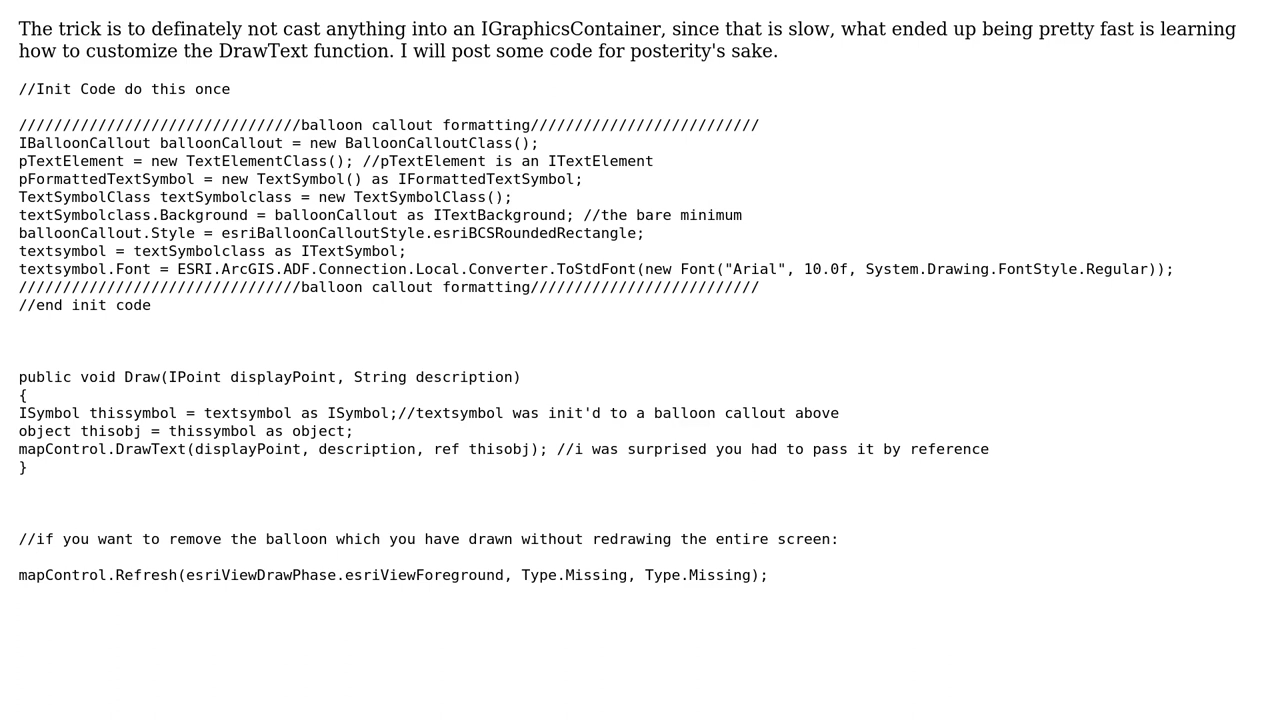 The trick is to definately not cast anything into an IGraphicsContainer, since that is slow, what ended up being pretty fast is learning
how to customize the DrawText function. I will post some code for posterity's sake.
//Init Code do this once
////////////////////////////////balloon callout formatting//////////////////////////
IBalloonCallout balloonCallout = new BalloonCalloutClass();
pTextElement = new TextElementClass(); //pTextElement is an ITextElement
pFormattedTextSymbol = new TextSymbol() as IFormattedTextSymbol;
TextSymbolClass textSymbolclass = new TextSymbolClass();
textSymbolclass.Background = balloonCallout as ITextBackground; //the bare minimum
balloonCallout.Style = esriBalloonCalloutStyle.esriBCSRoundedRectangle;
textsymbol = textSymbolclass as ITextSymbol;
textsymbol.Font = ESRI.ArcGIS.ADF.Connection.Local.Converter.ToStdFont(new Font("Arial", 10.0f, System.Drawing.FontStyle.Regular));
////////////////////////////////balloon callout formatting//////////////////////////
//end init code
public void Draw(IPoint displayPoint, String description)
{
ISymbol thissymbol = textsymbol as ISymbol;//textsymbol was init'd to a balloon callout above
object thisobj = thissymbol as object;
mapControl.DrawText(displayPoint, description, ref thisobj); //i was surprised you had to pass it by reference
}
//if you want to remove the balloon which you have drawn without redrawing the entire screen:
mapControl.Refresh(esriViewDrawPhase.esriViewForeground, Type.Missing, Type.Missing);